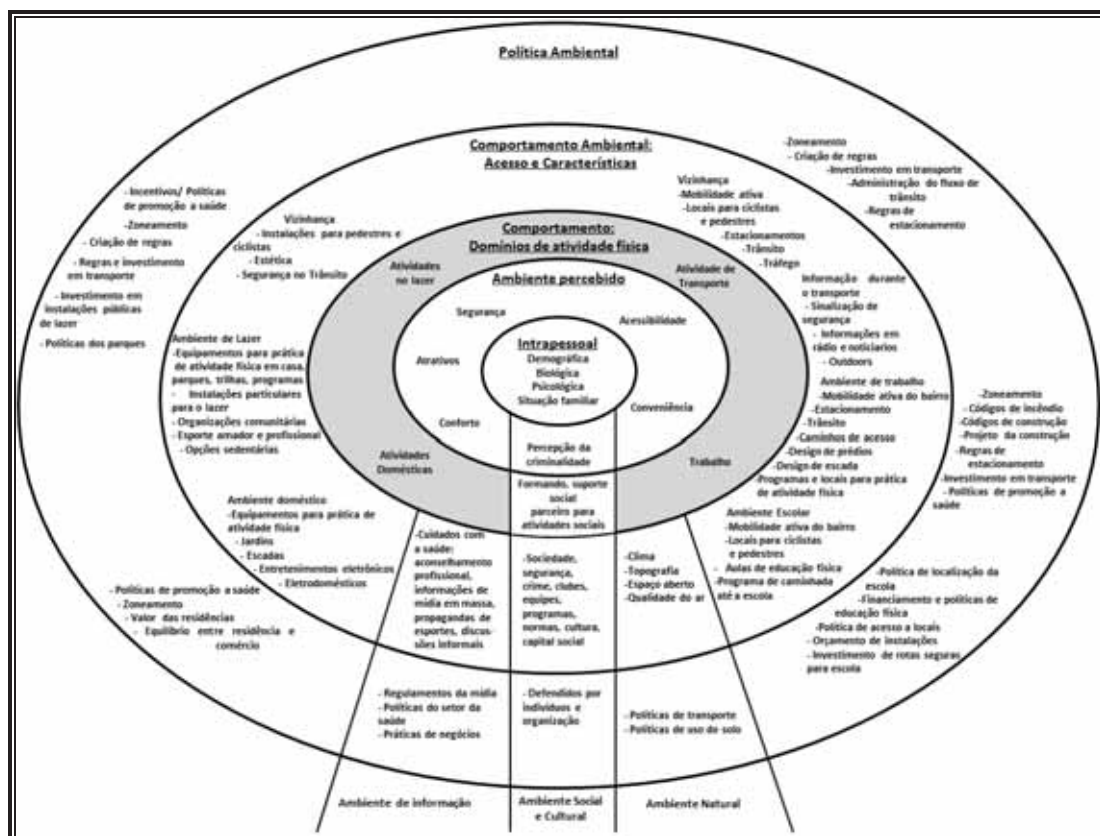 Política Ambiental
Comportamento Ambiental:
Acesso e Características
Comportamento:
Domínios de atividade física
Ambiente percebido
Intrapessoal
Demográfica
Biológica
Psicológica
Situação familiar
Segurança
Acessibilidade
Atrativos
Conforto
Conveniência
Percepção da
criminalidade
Atividades
no lazer
Atividade de
Transporte
Atividades
Domésticas
Trabalho
Formando, suporte
social
parceiro para
atividades sociais
- Incentivos/ Políticas
de promoção a saúde
-Zoneamento
- Criação de regras
- Regras e investimento
em transporte
- Investimento em
instalações públicas
de lazer
- Políticas dos parques
Vizinhança
- Instalações para pedestres e
ciclistas
- Estética
- Segurança no Trânsito
Ambiente de Lazer
-Equipamentos para prática
de atividade física em casa,
parques, trilhas, programas
- Instalações particulares
para o lazer
- Organizações comunitárias
- Esporte amador e profissional
- Opções sedentárias
Ambiente doméstico
-Equipamentos para prática de
atividade física
- Jardins
- Escadas
- Entretenimentos eletrônicos
- Eletrodomésticos
- Políticas de promoção a saúde
- Zoneamento
- Valor das residências
- Equilíbrio entre residência e
comércio
Vizinhança
-Mobilidade ativa
-Locais para ciclistas
e pedestres
-Estacionamentos
-Trânsito
-Tráfego
-Zoneamento
- Criação de regras
-Investimento em transporte
-Administração do fluxo de
trânsito
-Regras de
estacionamento
Informação durante
o transporte
- Sinalização de
segurança
- Informações em
rádio e noticiarios
- Outdoors
Ambiente de trabalho
-Mobilidade ativa do bairro
-Estacionamento
-Trânsito
-Caminhos de acesso
-Design de prédios
-Design de escada
-Programas e locais para prática
de atividade física
-Zoneamento
- Códigos de incêndio
-Códigos de construção
-Projeto da construção
-Regras de
estacionamento
-Investimento em transporte
- Políticas de promoção a
saúde
Ambiente Escolar
- Mobilidade ativa do bairro
-Locais para ciclistas
e pedestres
- Aulas de educação física
-Programa de caminhada
até a escola
-Política de localização da
escola
-Financiamento e políticas de
educação física
-Política de acesso a locais
- Orçamento de instalações
- Investimento de rotas seguras
para escola
-Cuidados com
a saúde:
aconselhamento
profissional,
informações de
mídia em massa,
propagandas de
esportes, discus-
sões informais
-Sociedade,
segurança,
crime, clubes,
equipes,
programas,
normas, cultura,
capital social
-Clima
-Topografia
-Espaço aberto
-Qualidade do ar
- Regulamentos da mídia
- Políticas do setor da
saúde
- Práticas de negócios
- Defendidos por
indivíduos e
organização
- Políticas de transporte
- Políticas de uso do solo
Ambiente de informação
Ambiente Social
e Cultural
Ambiente Natural